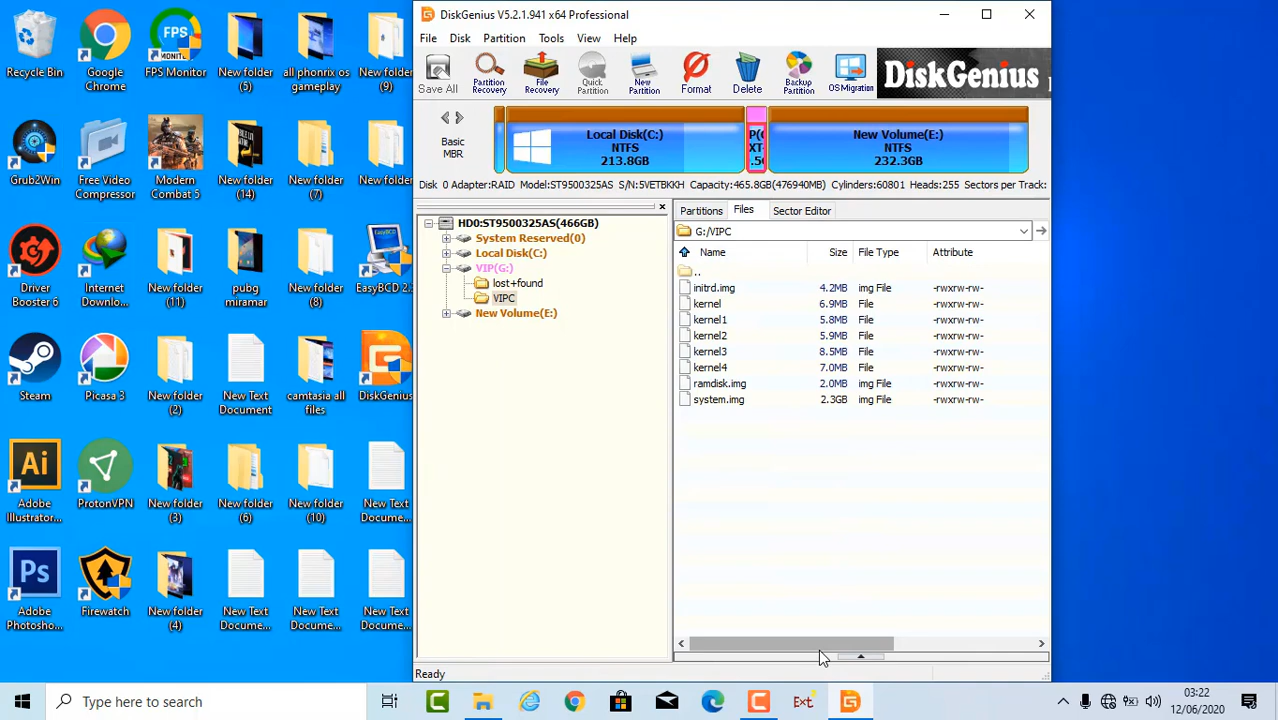 Recycle Bin
Google Chrome
FPS MONITOR
FPS Monitor
New folder (5)
all phonrix os gameplay
New folder (9)
Grub2Win
Free Video Compressor
Modern Combat 5
New folder (14)
New folder (7)
New folder
Driver Booster 6
Internet Downlo...
New folder (11)
pubg miramar
New folder (8)
EasyBCD 2.3
Steam
Picasa 3
New folder (2)
New Text Document
camtasia all files
DiskGenius
Ai
Adobe Illustrator...
ProtonVPN
New folder (3)
New folder (6)
New folder (10)
New Text Docume...
Ps
Adobe Photosho...
Firewatch
New folder (4)
New Text Docume...
New Text Docume...
New Text Docume...
DiskGenius V5.2.1.941 x64 Professional
File Disk Partition Tools View Help
Save All
Partition Recovery
File Recovery
Quick Partition
New Partition
Format
Delete
Backup Partition
OS Migration
DiskGenius
Basic MBR
Local Disk(C:)
NTFS
213.8GB
New Volume(E:)
NTFS
232.3GB
Disk 0 Adapter:RAID Model:ST9500325AS S/N:5VETBKKH Capacity:465.8GB(476940MB) Cylinders:60801 Heads:255 Sectors per Track:
HD0:ST9500325AS(466GB)
System Reserved(0)
Local Disk(C:)
VIP(G:)
lost+found
VIPC
New Volume(E:)
Partitions Files Sector Editor
G:/VIPC
Name Size File Type Attribute
..
initrd.img 4.2MB img File -rwxrw-rw-
kernel 6.9MB File -rwxrw-rw-
kernel1 5.8MB File -rwxrw-rw-
kernel2 5.9MB File -rwxrw-rw-
kernel3 8.5MB File -rwxrw-rw-
kernel4 7.0MB File -rwxrw-rw-
ramdisk.img 2.0MB img File -rwxrw-rw-
system.img 2.3GB img File -rwxrw-rw-
Ready
Type here to search
Ext
03:22
12/06/2020